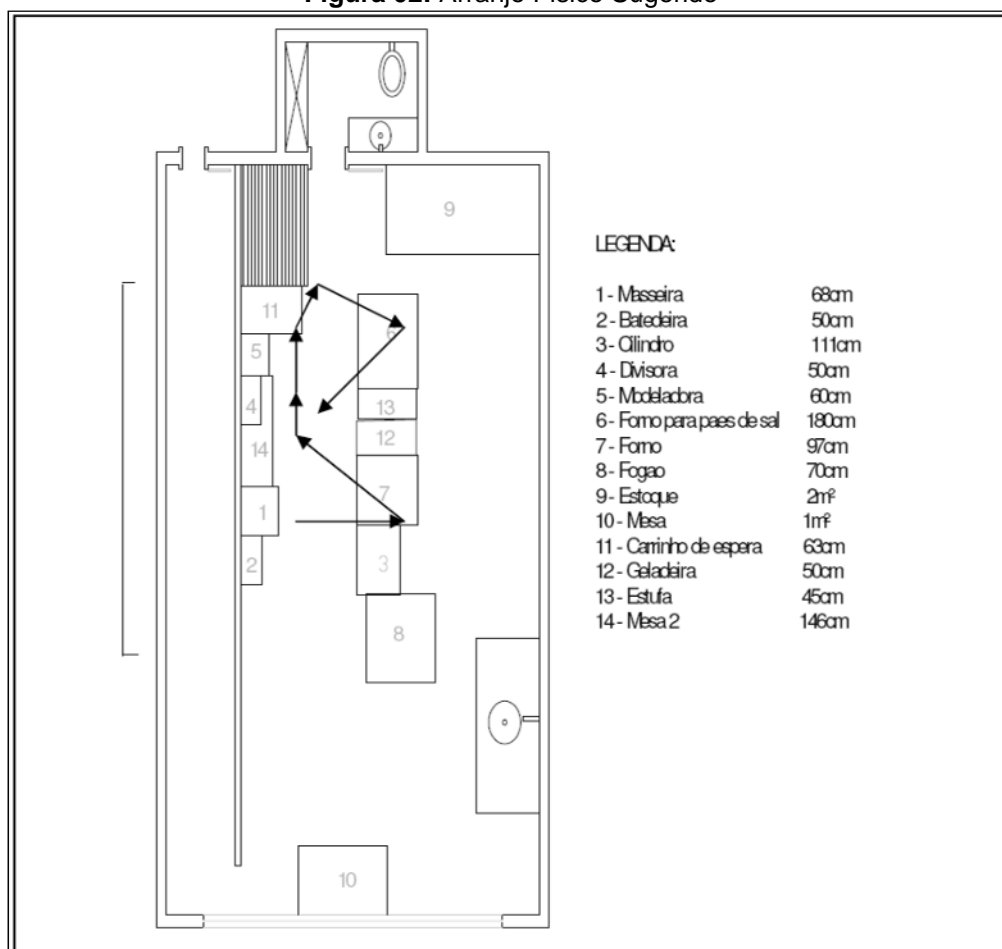 Figura 02: Arranjo Físico Sugerido
9
LEGENDA:
1 - Masseira 68cm
2 - Batedeira 50cm
3 - Cilindro 111cm
4 - Divisora 50cm
5 - Modeladora 60cm
6 - Forno para paes de sal 180cm
7 - Forno 97cm
8 - Fogao 70cm
9 - Estoque 2m²
10 - Mesa 1m²
11 - Carrinho de espera 63cm
12 - Geladeira 50cm
13 - Estufa 45cm
14 - Mesa 2 146cm
11
6
5
4
13
12
14
7
1
3
2
8
10